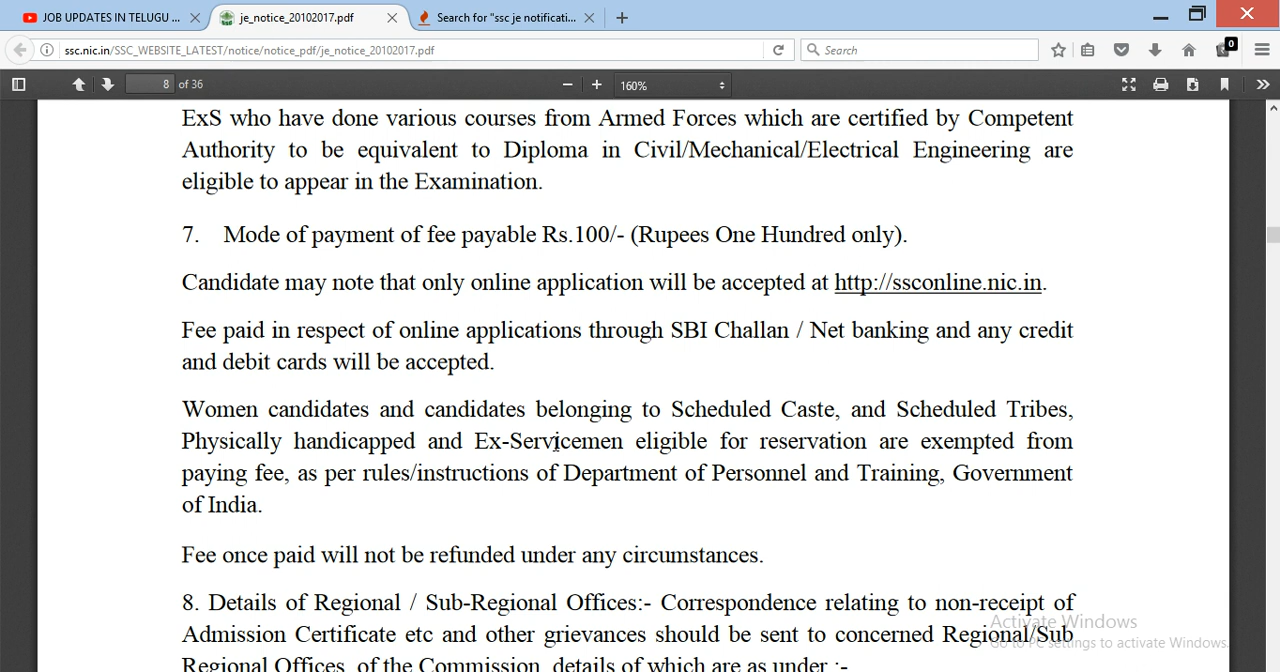 JOB UPDATES IN TELUGU ...
je_notice_20102017.pdf
Search for "ssc je notificati...
ssc.nic.in/SSC_WEBSITE_LATEST/notice/notice_pdf/je_notice_20102017.pdf
Search
0
8 of 36
160%
ExS who have done various courses from Armed Forces which are certified by Competent
Authority to be equivalent to Diploma in Civil/Mechanical/Electrical Engineering are
eligible to appear in the Examination.
7. Mode of payment of fee payable Rs.100/- (Rupees One Hundred only).
Candidate may note that only online application will be accepted at http://ssconline.nic.in.
Fee paid in respect of online applications through SBI Challan / Net banking and any credit
and debit cards will be accepted.
Women candidates and candidates belonging to Scheduled Caste, and Scheduled Tribes,
Physically handicapped and Ex-Servicemen eligible for reservation are exempted from
paying fee, as per rules/instructions of Department of Personnel and Training, Government
of India.
Fee once paid will not be refunded under any circumstances.
8. Details of Regional / Sub-Regional Offices:- Correspondence relating to non-receipt of
Admission Certificate etc and other grievances should be sent to concerned Regional/Sub
Regional Offices of the Commission details of which are as under :-
Activate Windows
Go to PC settings to activate Windows.